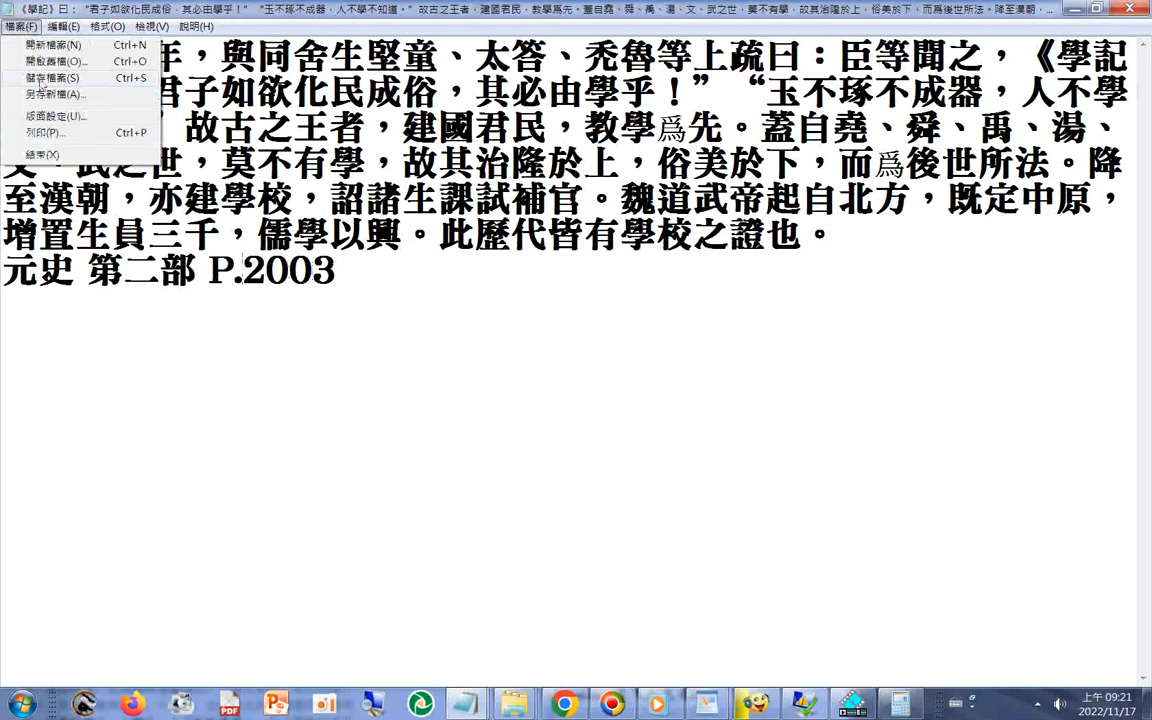 《學記》曰：“君子如欲化民成俗，其必由學乎！” “玉不琢不成器，人不學不知道。”故古之王者，建國君民，教學爲先。蓋自堯、舜、禹、湯、文、武之世，莫不有學，故其治隆於上，俗美於下，而爲後世所法。降至漢朝，亦建學校，...
檔案(F) 編輯(E) 格式(O) 檢視(V) 說明(H)
開新檔案(N) Ctrl+N
開啟舊檔(O)... Ctrl+O
儲存檔案(S) Ctrl+S
另存新檔(A)...
版面設定(U)...
列印(P)... Ctrl+P
結束(X)
年，與同舍生堅童、太答、禿魯等上疏曰：臣等聞之，《學記
君子如欲化民成俗，其必由學乎！” “玉不琢不成器，人不學
故古之王者，建國君民，教學爲先。蓋自堯、舜、禹、湯、
文、武之世，莫不有學，故其治隆於上，俗美於下，而爲後世所法。降
至漢朝，亦建學校，詔諸生課試補官。魏道武帝起自北方，既定中原，
增置生員三千，儒學以興。此歷代皆有學校之證也。
元史 第二部 P.2003
上午 09:21
2022/11/17